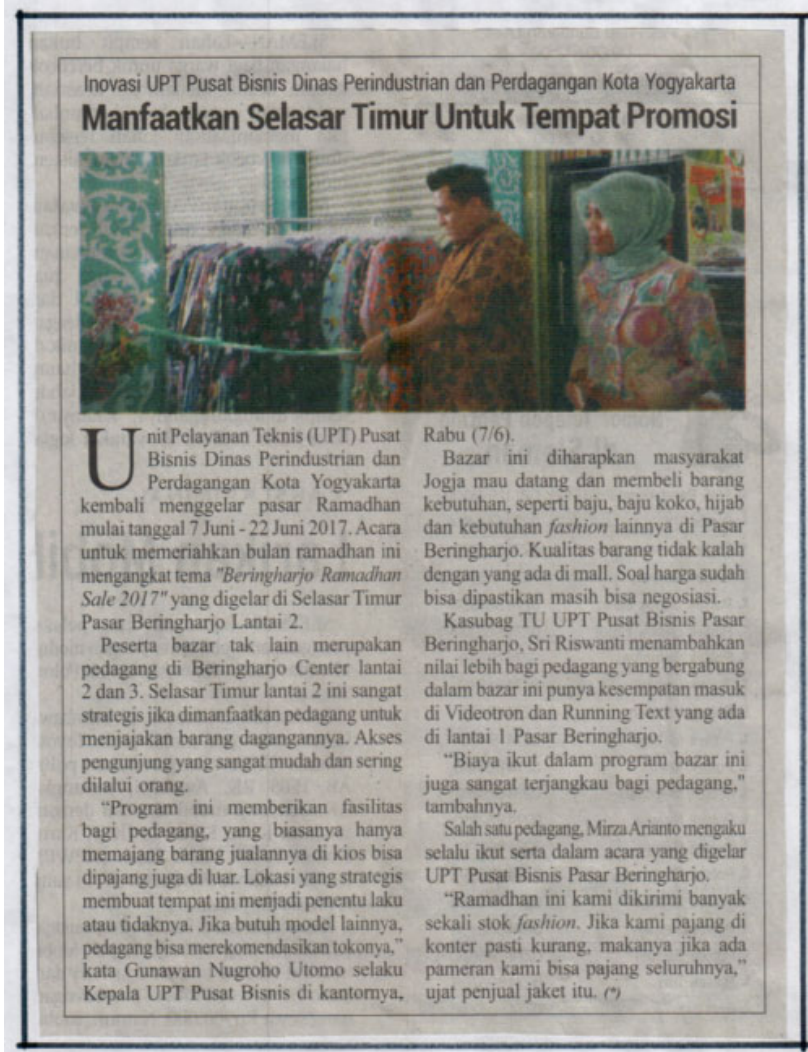 Inovasi UPT Pusat Bisnis Dinas Perindustrian dan Perdagangan Kota Yogyakarta
Manfaatkan Selasar Timur Untuk Tempat Promosi
Unit Pelayanan Teknis (UPT) Pusat
Bisnis Dinas Perindustrian dan
Perdagangan Kota Yogyakarta
kembali menggelar pasar Ramadhan
mulai tanggal 7 Juni - 22 Juni 2017. Acara
untuk memeriahkan bulan ramadhan ini
mengangkat tema "Beringharjo Ramadhan
Sale 2017" yang digelar di Selasar Timur
Pasar Beringharjo Lantai 2.
Peserta bazar tak lain merupakan
pedagang di Beringharjo Center lantai
2 dan 3. Selasar Timur lantai 2 ini sangat
strategis jika dimanfaatkan pedagang untuk
menjajakan barang dagangannya. Akses
pengunjung yang sangat mudah dan sering
dilalui orang.
“Program ini memberikan fasilitas
bagi pedagang, yang biasanya hanya
memajang barang jualannya di kios bisa
dipajang juga di luar. Lokasi yang strategis
membuat tempat ini menjadi penentu laku
atau tidaknya. Jika butuh model lainnya,
pedagang bisa merekomendasikan tokonya,”
kata Gunawan Nugroho Utomo selaku
Kepala UPT Pusat Bisnis di kantornya,
Rabu (7/6).
Bazar ini diharapkan masyarakat
Jogja mau datang dan membeli barang
kebutuhan, seperti baju, baju koko, hijab
dan kebutuhan fashion lainnya di Pasar
Beringharjo. Kualitas barang tidak kalah
dengan yang ada di mall. Soal harga sudah
bisa dipastikan masih bisa negosiasi.
Kasubag TU UPT Pusat Bisnis Pasar
Beringharjo, Sri Riswanti menambahkan
nilai lebih bagi pedagang yang bergabung
dalam bazar ini punya kesempatan masuk
di Videotron dan Running Text yang ada
di lantai 1 Pasar Beringharjo.
“Biaya ikut dalam program bazar ini
juga sangat terjangkau bagi pedagang,"
tambahnya.
Salah satu pedagang, Mirza Arianto mengaku
selalu ikut serta dalam acara yang digelar
UPT Pusat Bisnis Pasar Beringharjo.
“Ramadhan ini kami dikirimi banyak
sekali stok fashion. Jika kami pajang di
konter pasti kurang, makanya jika ada
pameran kami bisa pajang seluruhnya,”
ujat penjual jaket itu. (*)